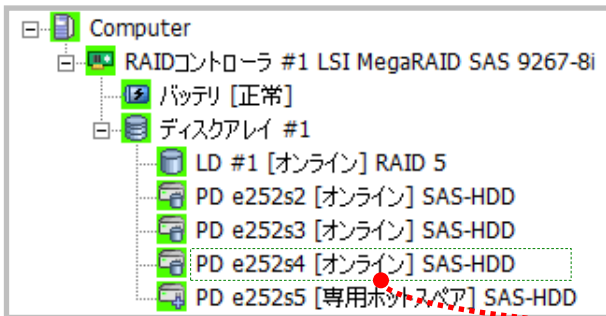 Computer
RAIDコントローラ #1 LSI MegaRAID SAS 9267-8i
バッテリ [正常]
ディスクアレイ #1
LD #1 [オンライン] RAID 5
PD e252s2 [オンライン] SAS-HDD
PD e252s3 [オンライン] SAS-HDD
PD e252s4 [オンライン] SAS-HDD
PD e252s5 [専用ホットスペア] SAS-HDD